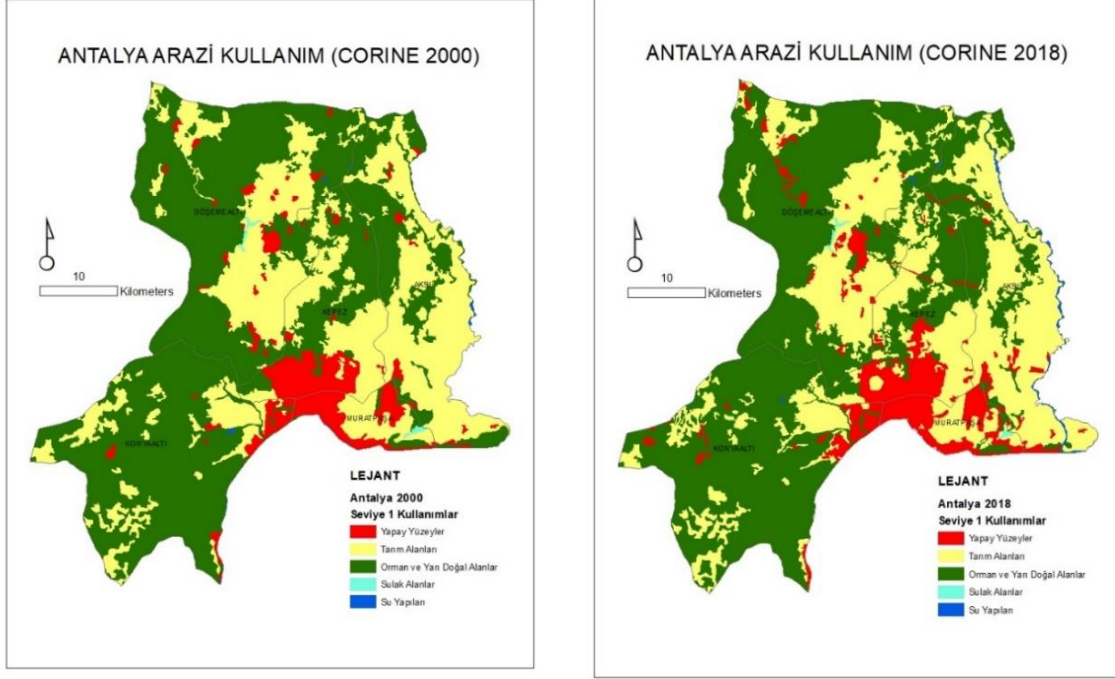 ANTALYA ARAZİ KULLANIM (CORINE 2000)
DÖŞEMEALTI
10
Kilometers
AKSU
KEPEZ
MURATPAŞA
KONYAALTI
LEJANT
Antalya 2000
Seviye 1 Kullanımlar
Yapay Yüzeyler
Tarım Alanları
Orman ve Yarı Doğal Alanlar
Sulak Alanlar
Su Yapıları
ANTALYA ARAZİ KULLANIM (CORINE 2018)
DÖŞEMEALTI
10
Kilometers
AKSU
KEPEZ
MURATPAŞA
KONYAALTI
LEJANT
Antalya 2018
Seviye 1 Kullanımlar
Yapay Yüzeyler
Tarım Alanları
Orman ve Yarı Doğal Alanlar
Sulak Alanlar
Su Yapıları